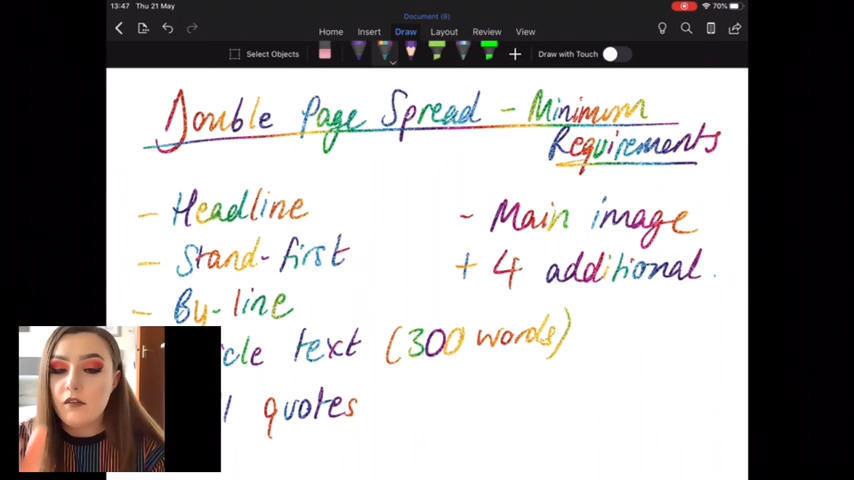 13:47 Thu 21 May
70%
Document (8)
Home Insert Draw Layout Review View
Select Objects
Draw with Touch
Double Page Spread - Minimum
Requirements
- Headline
- Stand-first
- By-line
text (300 words)
quotes
- Main image
+ 4 additional.